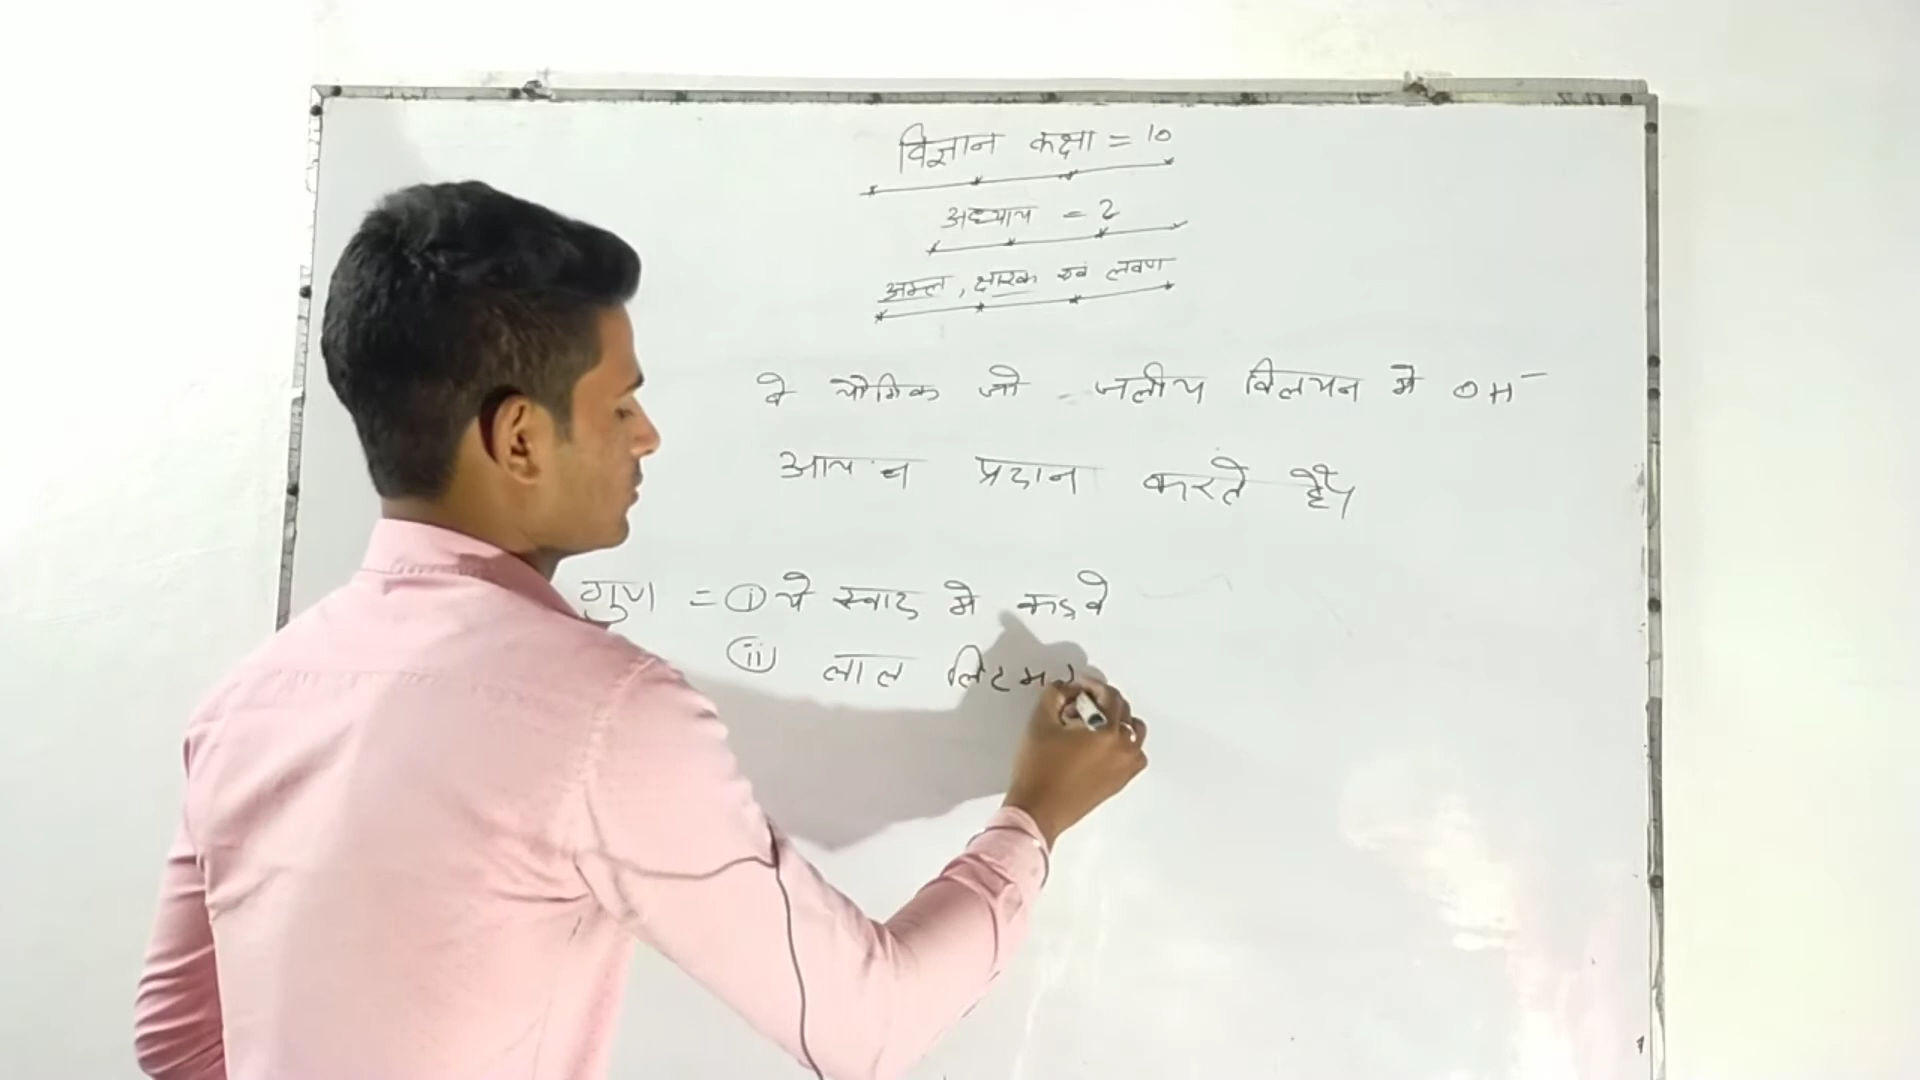 विज्ञान कक्षा = 10
अध्याय = 2
अम्ल, क्षारक एवं लवण
वे यौगिक जो जलीय विलयन मे OH⁻
आयन प्रदान करते है।
गुण = (i) ये स्वाद मे कड़वे
(ii) लाल लिटमस